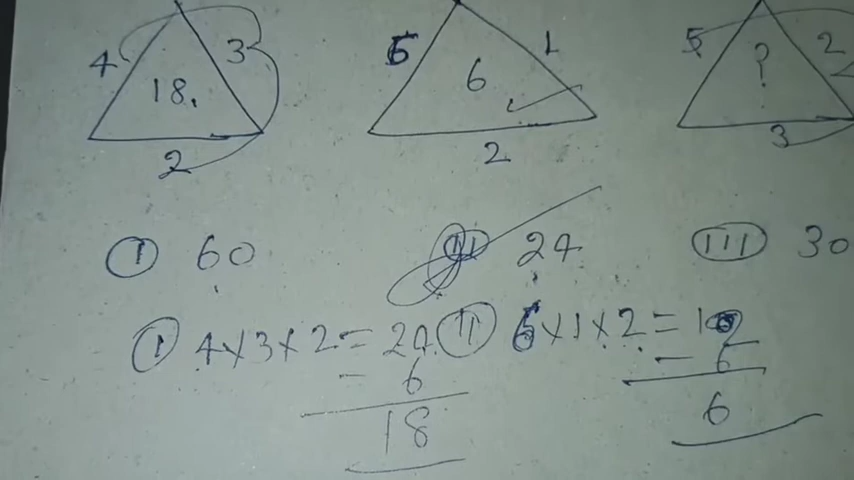 4 3 6 1 5 2
18. 6 ?
2 2 3
I 60 II 24 III 30
I 4×3×2=24 II 6×1×2=12
- 6 - 6
18 6